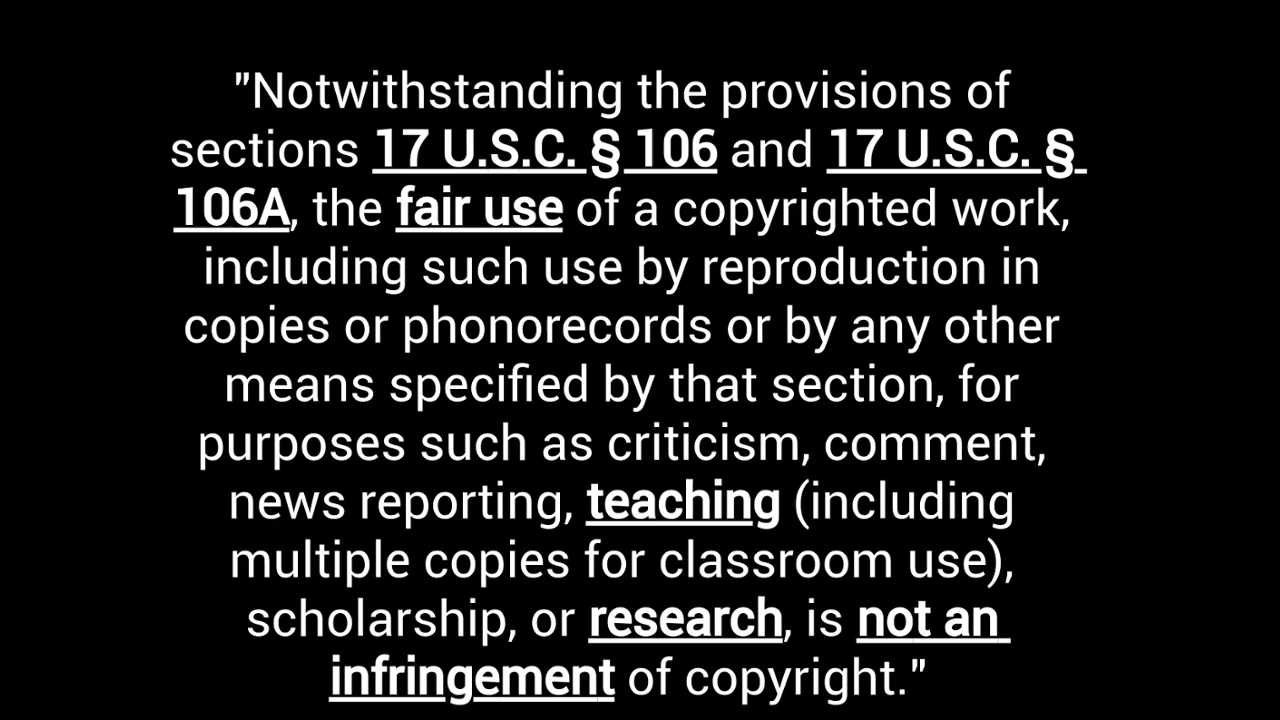 "Notwithstanding the provisions of
sections 17 U.S.C. § 106 and 17 U.S.C. §
106A, the fair use of a copyrighted work,
including such use by reproduction in
copies or phonorecords or by any other
means specified by that section, for
purposes such as criticism, comment,
news reporting, teaching (including
multiple copies for classroom use),
scholarship, or research, is not an
infringement of copyright."